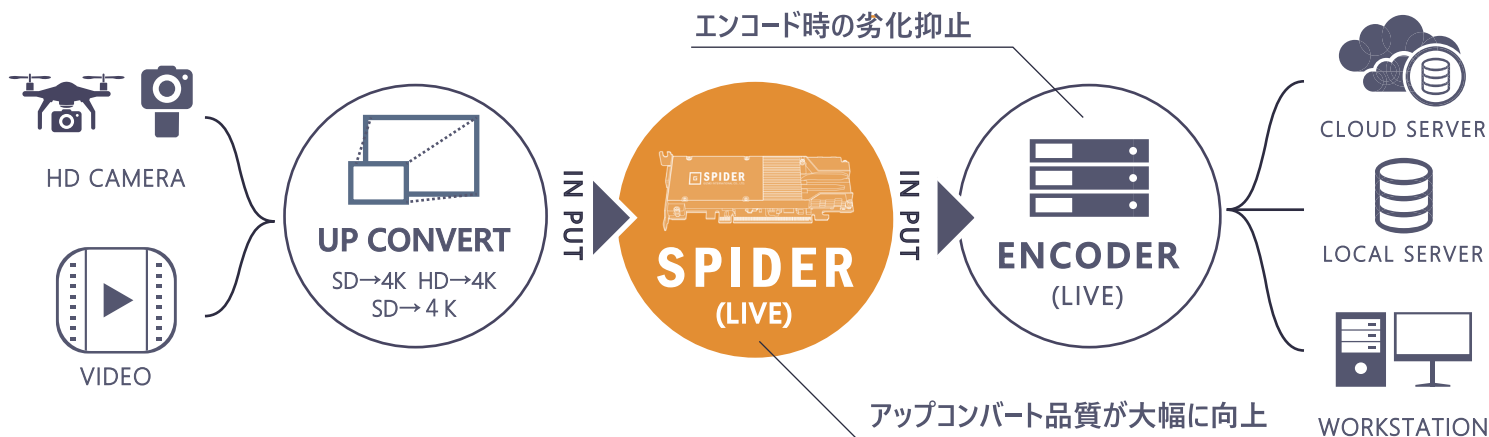 エンコード時の劣化抑止
HD CAMERA
VIDEO
UP CONVERT
SD→4K HD→4K
SD→4K
IN PUT
SPIDER
SPIDER
(LIVE)
IN PUT
ENCODER
(LIVE)
CLOUD SERVER
LOCAL SERVER
WORKSTATION
アップコンバート品質が大幅に向上